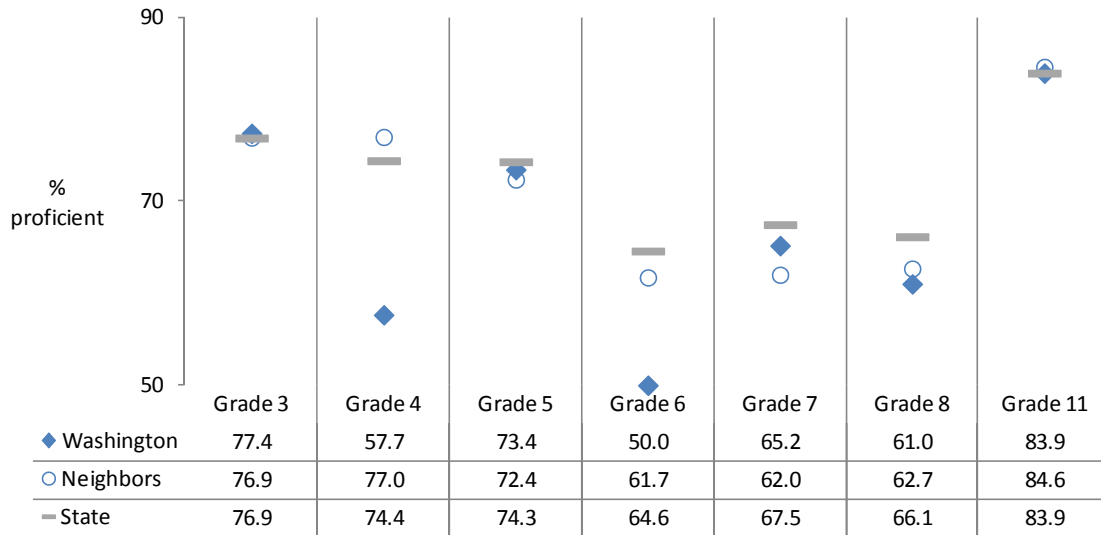 90
70
%
proficient
50
Grade 3 Grade 4 Grade 5 Grade 6 Grade 7 Grade 8 Grade 11
Washington 77.4 57.7 73.4 50.0 65.2 61.0 83.9
Neighbors 76.9 77.0 72.4 61.7 62.0 62.7 84.6
State 76.9 74.4 74.3 64.6 67.5 66.1 83.9